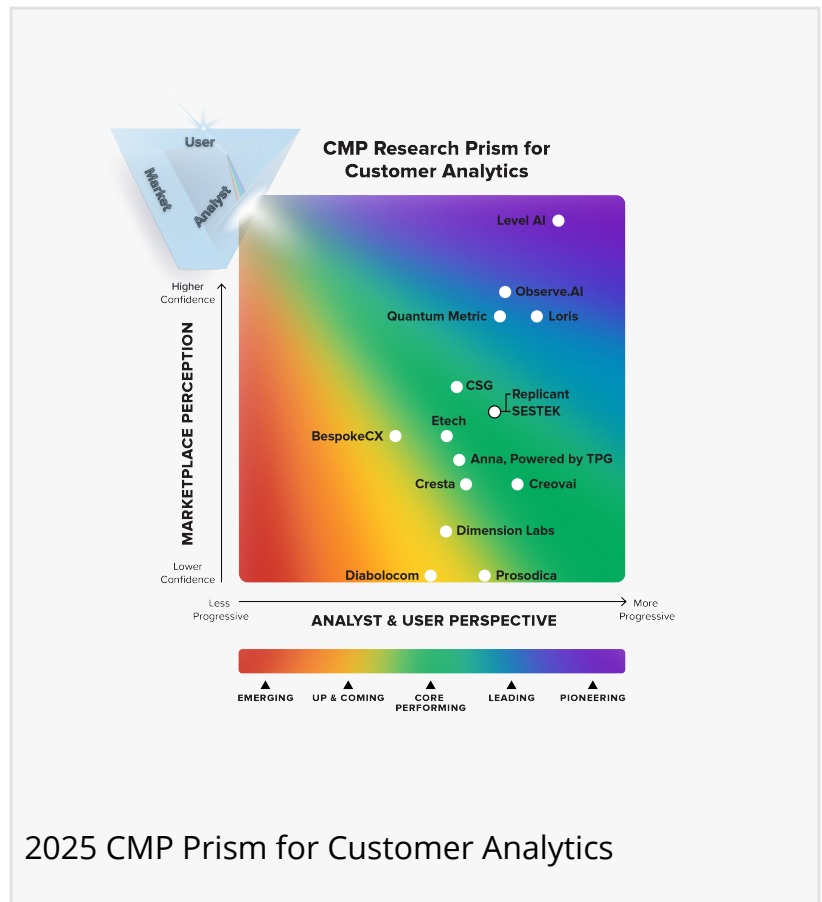 User
Market
Analyst
CMP Research Prism for
Customer Analytics
Level AI
Observe.AI
Quantum Metric
Loris
CSG
Replicant
SESTEK
Etech
BespokeCX
Anna, Powered by TPG
Cresta
Creovai
Dimension Labs
Diabolocom
Prosodica
Higher
Confidence
MARKETPLACE PERCEPTION
Lower
Confidence
Less
Progressive
ANALYST & USER PERSPECTIVE
More
Progressive
EMERGING
UP & COMING
CORE
PERFORMING
LEADING
PIONEERING
2025 CMP Prism for Customer Analytics